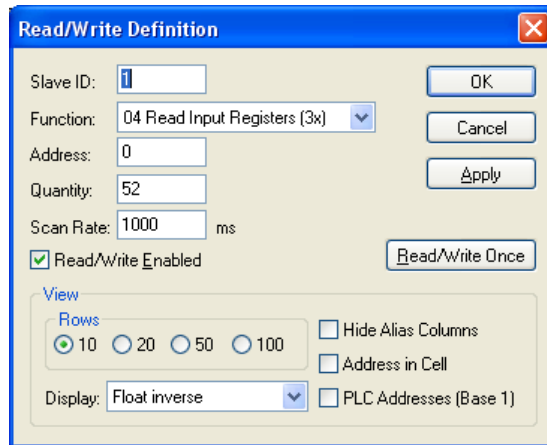 Read/Write Definition
Slave ID: 1
OK
Function: 04 Read Input Registers (3x)
Cancel
Address: 0
Apply
Quantity: 52
Scan Rate: 1000 ms
Read/Write Enabled
Read/Write Once
View
Rows
10 20 50 100
Hide Alias Columns
Address in Cell
Display: Float inverse
PLC Addresses (Base 1)